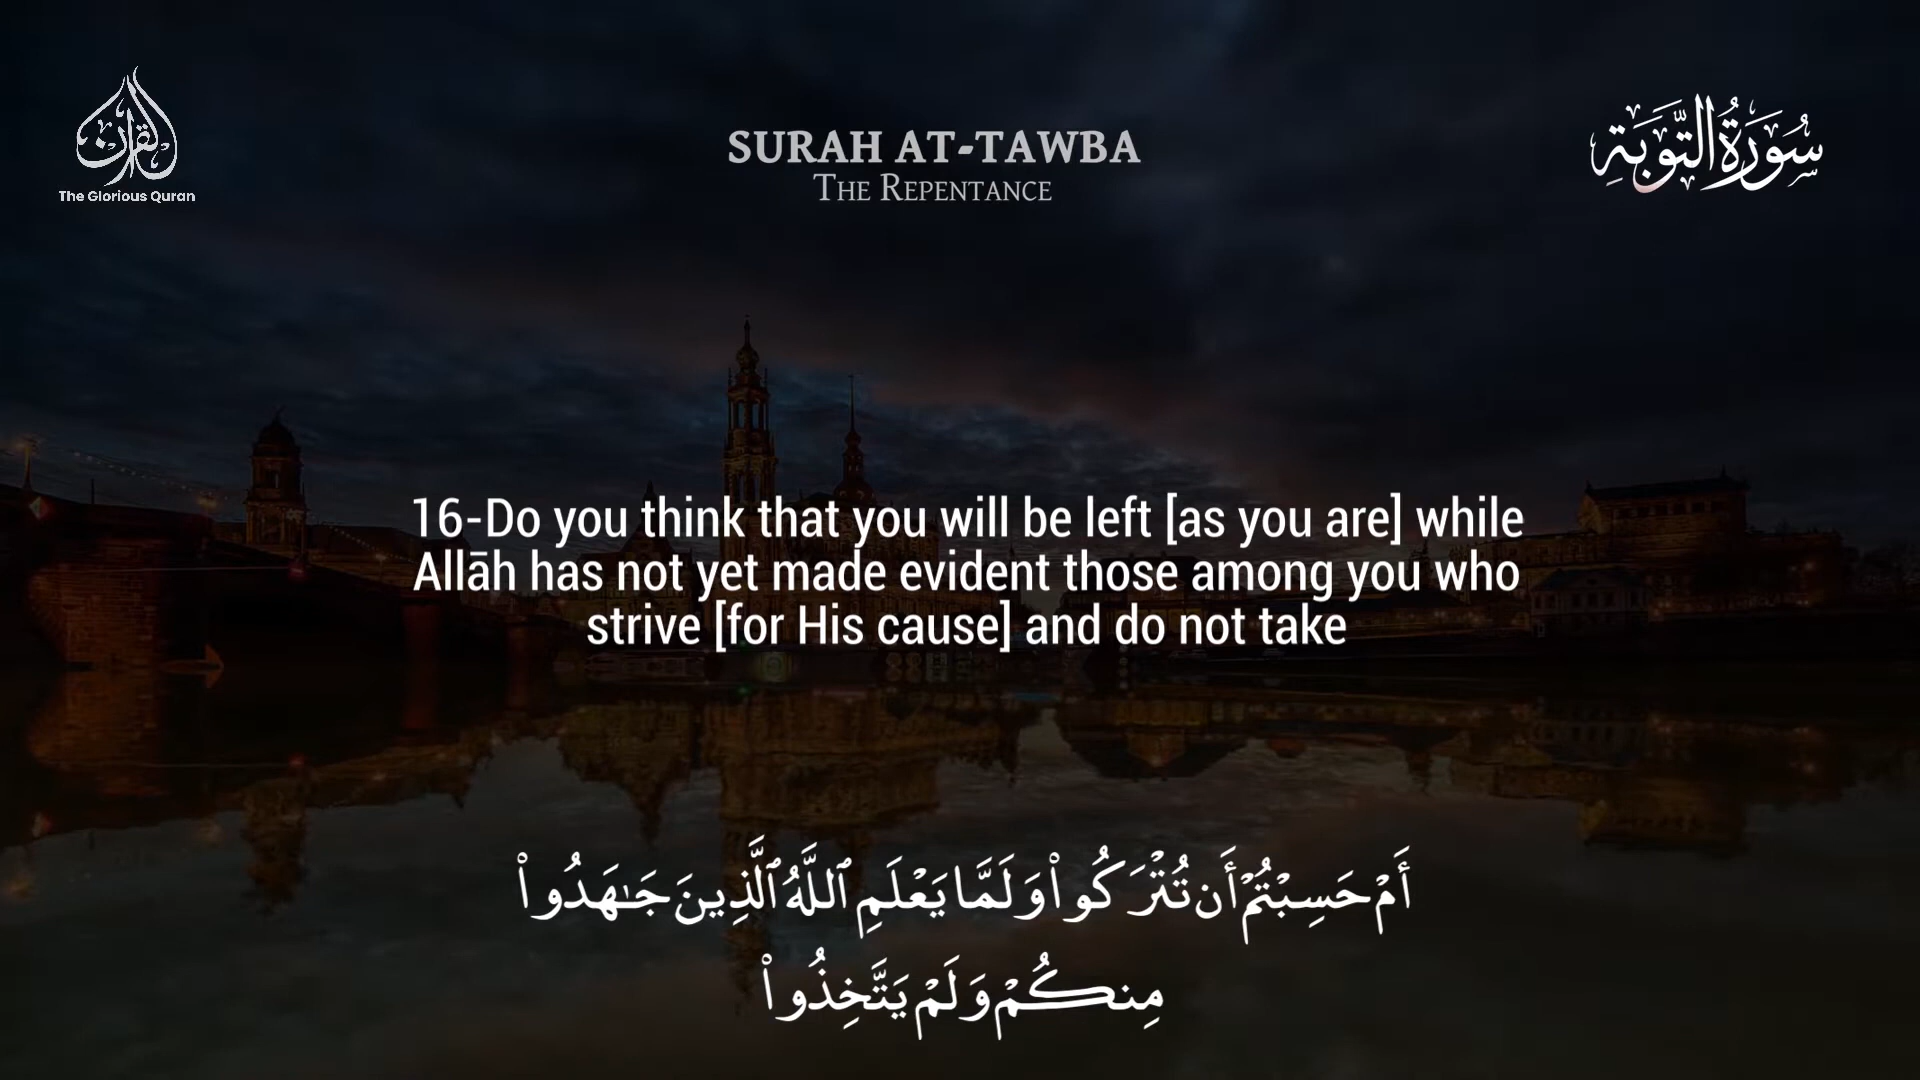 القرآن
The Glorious Quran
SURAH AT-TAWBA
THE REPENTANCE
سُورَةُ التَّوْبَةِ
16-Do you think that you will be left [as you are] while
Allāh has not yet made evident those among you who
strive [for His cause] and do not take
أَمْ حَسِبْتُمْ أَن تُتْرَكُوا۟ وَلَمَّا يَعْلَمِ ٱللَّهُ ٱلَّذِينَ جَـٰهَدُوا۟
مِنكُمْ وَلَمْ يَتَّخِذُوا۟